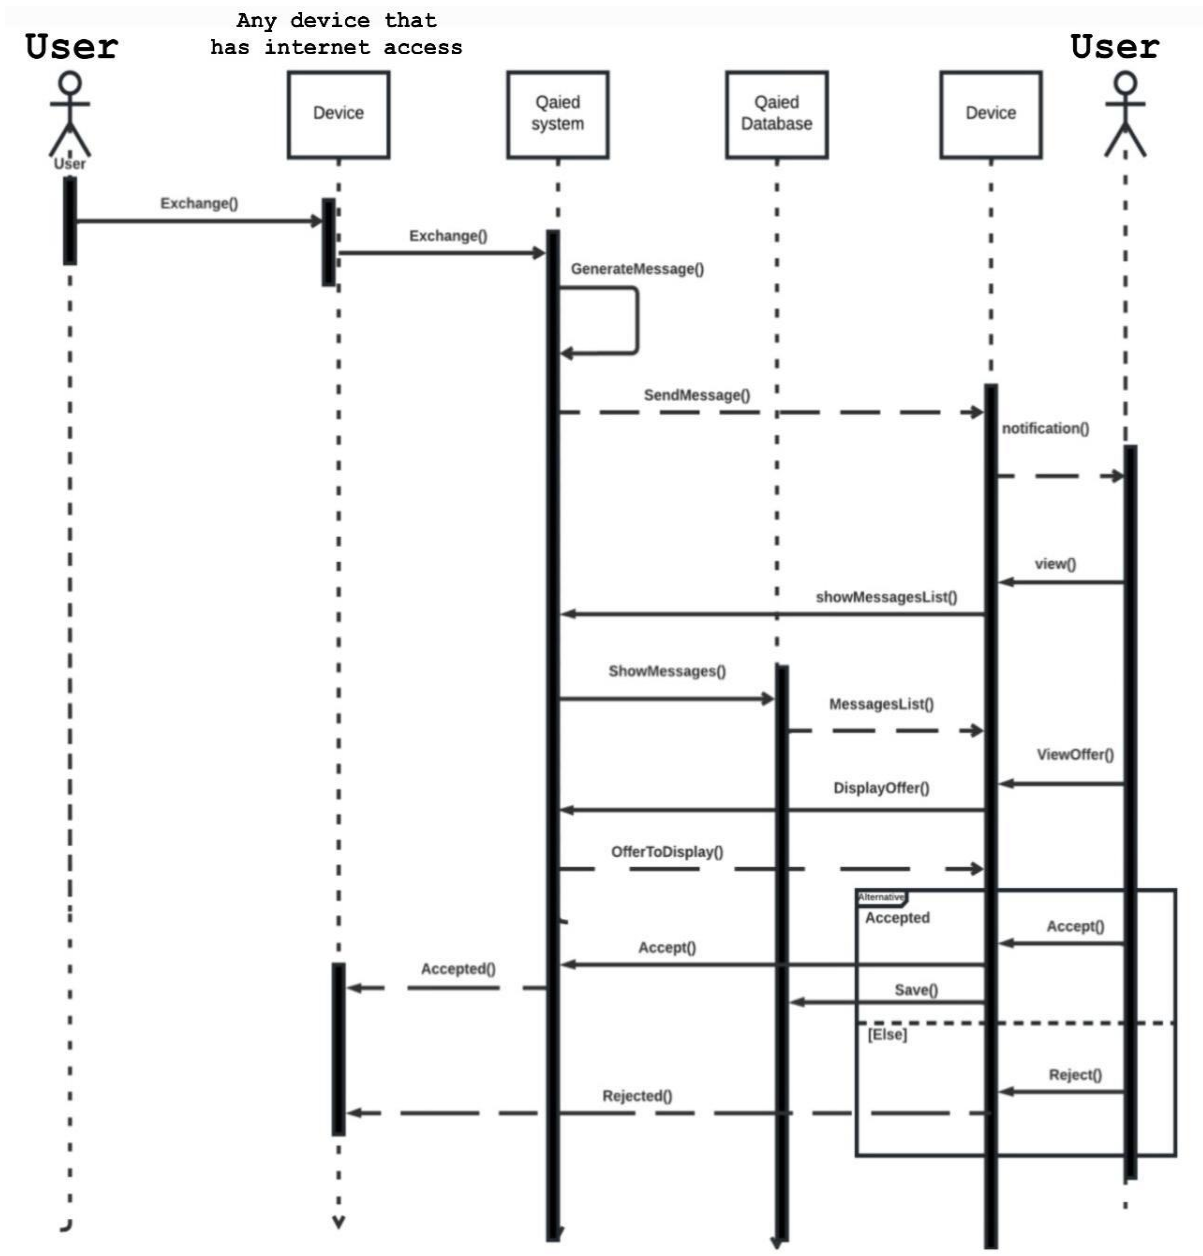 Any device that
has internet access
User
User
User
Device
Qaied
system
Qaied
Database
Device
Exchange()
Exchange()
GenerateMessage()
SendMessage()
notification()
view()
showMessagesList()
ShowMessages()
MessagesList()
ViewOffer()
DisplayOffer()
OfferToDisplay()
Alternative
Accepted
Accept()
Accept()
Accepted()
Save()
[Else]
Reject()
Rejected()